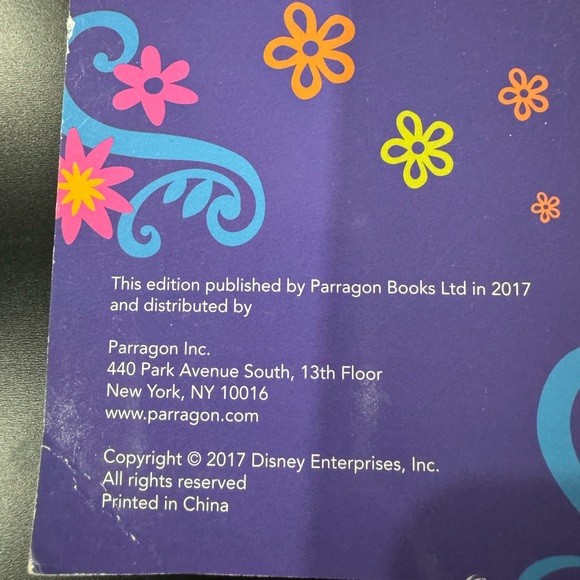 This edition published by Parragon Books Ltd in 2017
and distributed by
Parragon Inc.
440 Park Avenue South, 13th Floor
New York, NY 10016
www.parragon.com
Copyright © 2017 Disney Enterprises, Inc.
All rights reserved
Printed in China